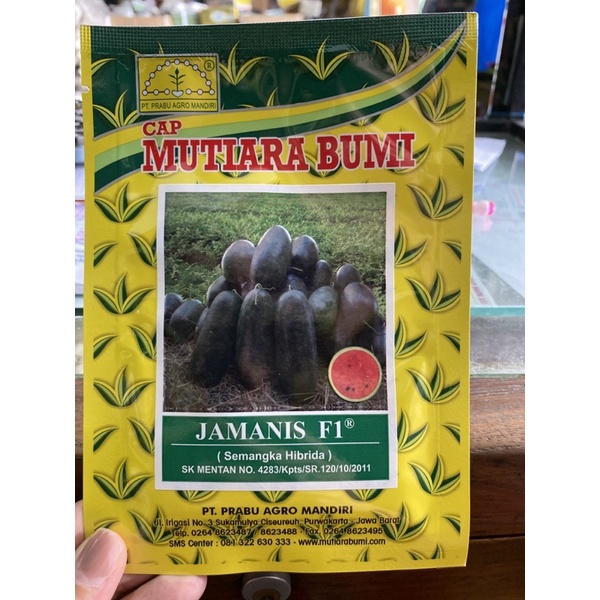 ®
PT. PRABU AGRO MANDIRI
CAP
MUTIARA BUMI
JAMANIS F1®
( Semangka Hibrida )
SK MENTAN NO. 4283/Kpts/SR.120/10/2011
PT. PRABU AGRO MANDIRI
Jl. Irigasi No. 3 Sukamulya Ciseureuh, Purwakarta - Jawa Barat
Telp. 0264 8623487 / 8623488 - Fax. 0264 8623495
SMS Center : 081 322 630 333 - www.mutiarabumi.com